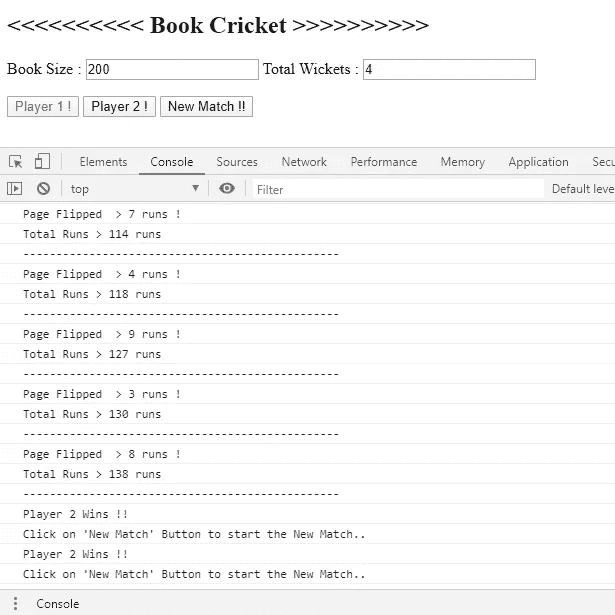 <<<<<<<<<< Book Cricket >>>>>>>>>>
Book Size : 200 Total Wickets : 4
Player 1 ! Player 2 ! New Match !!
Elements Console Sources Network Performance Memory Application Secu
top ▼ Filter Default leve
Page Flipped > 7 runs !
Total Runs > 114 runs
------------------------------------------------
Page Flipped > 4 runs !
Total Runs > 118 runs
------------------------------------------------
Page Flipped > 9 runs !
Total Runs > 127 runs
------------------------------------------------
Page Flipped > 3 runs !
Total Runs > 130 runs
------------------------------------------------
Page Flipped > 8 runs !
Total Runs > 138 runs
------------------------------------------------
Player 2 Wins !!
Click on 'New Match' Button to start the New Match..
Player 2 Wins !!
Click on 'New Match' Button to start the New Match..
Console